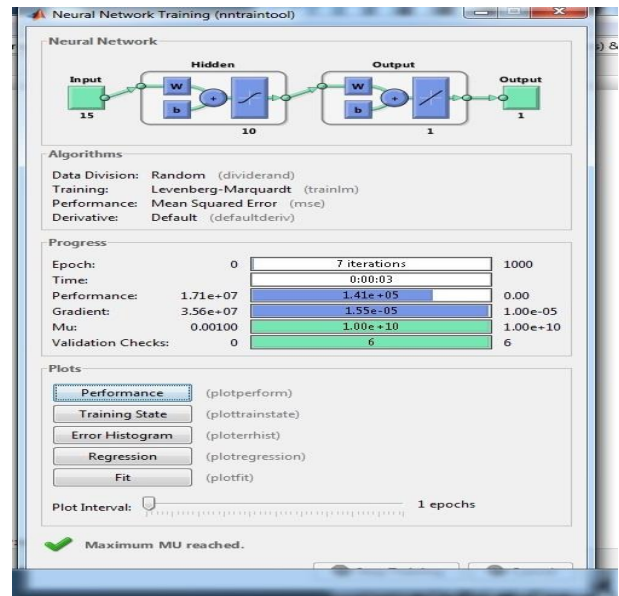 Neural Network Training (nntraintool)
s) &
Neural Network
Hidden
Output
Input
W
b
+
W
b
+
Output
15
10
1
1
Algorithms
Data Division: Random (dividerand)
Training: Levenberg-Marquardt (trainlm)
Performance: Mean Squared Error (mse)
Derivative: Default (defaultderiv)
Progress
Epoch: 0 7 iterations 1000
Time: 0:00:03
Performance: 1.71e+07 1.41e+05 0.00
Gradient: 3.56e+07 1.55e-05 1.00e-05
Mu: 0.00100 1.00e+10 1.00e+10
Validation Checks: 0 6 6
Plots
Performance (plotperform)
Training State (plottrainstate)
Error Histogram (ploterrhist)
Regression (plotregression)
Fit (plotfit)
Plot Interval: 1 epochs
Maximum MU reached.